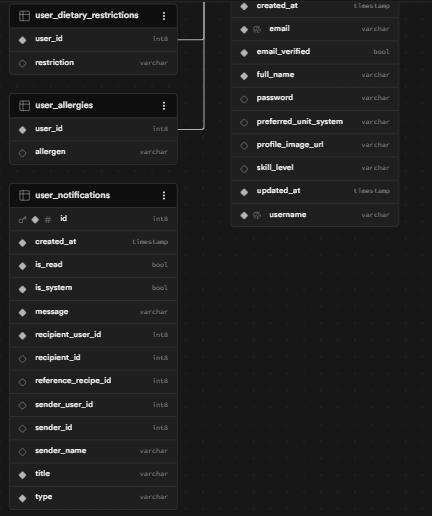 user_dietary_restrictions
user_id int8
restriction varchar
user_allergies
user_id int8
allergen varchar
user_notifications
# id int8
created_at timestamp
is_read bool
is_system bool
message varchar
recipient_user_id int8
recipient_id int8
reference_recipe_id int8
sender_user_id int8
sender_id int8
sender_name varchar
title varchar
type varchar
created_at timestamp
email varchar
email_verified bool
full_name varchar
password varchar
preferred_unit_system varchar
profile_image_url varchar
skill_level varchar
updated_at timestamp
username varchar